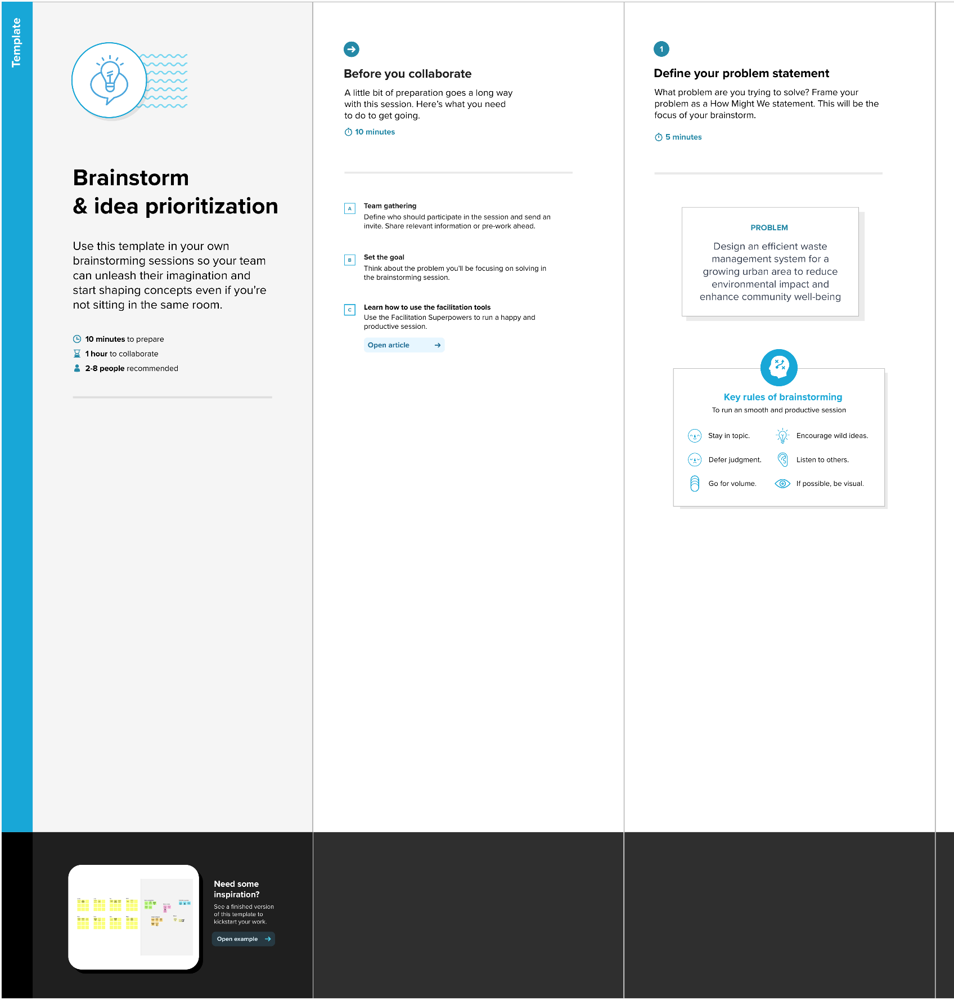 Template
Brainstorm
& idea prioritization
Use this template in your own
brainstorming sessions so your team
can unleash their imagination and
start shaping concepts even if you're
not sitting in the same room.
10 minutes to prepare
1 hour to collaborate
2-8 people recommended
Before you collaborate
A little bit of preparation goes a long way
with this session. Here's what you need
to do to get going.
10 minutes
A
Team gathering
Define who should participate in the session and send an
invite. Share relevant information or pre-work ahead.
B
Set the goal
Think about the problem you'll be focusing on solving in
the brainstorming session.
C
Learn how to use the facilitation tools
Use the Facilitation Superpowers to run a happy and
productive session.
Open article
1
Define your problem statement
What problem are you trying to solve? Frame your
problem as a How Might We statement. This will be the
focus of your brainstorm.
5 minutes
PROBLEM
Design an efficient waste
management system for a
growing urban area to reduce
environmental impact and
enhance community well-being
Key rules of brainstorming
To run an smooth and productive session
Stay in topic.
Encourage wild ideas.
Defer judgment.
Listen to others.
Go for volume.
If possible, be visual.
Need some
inspiration?
See a finished version
of this template to
kickstart your work.
Open example